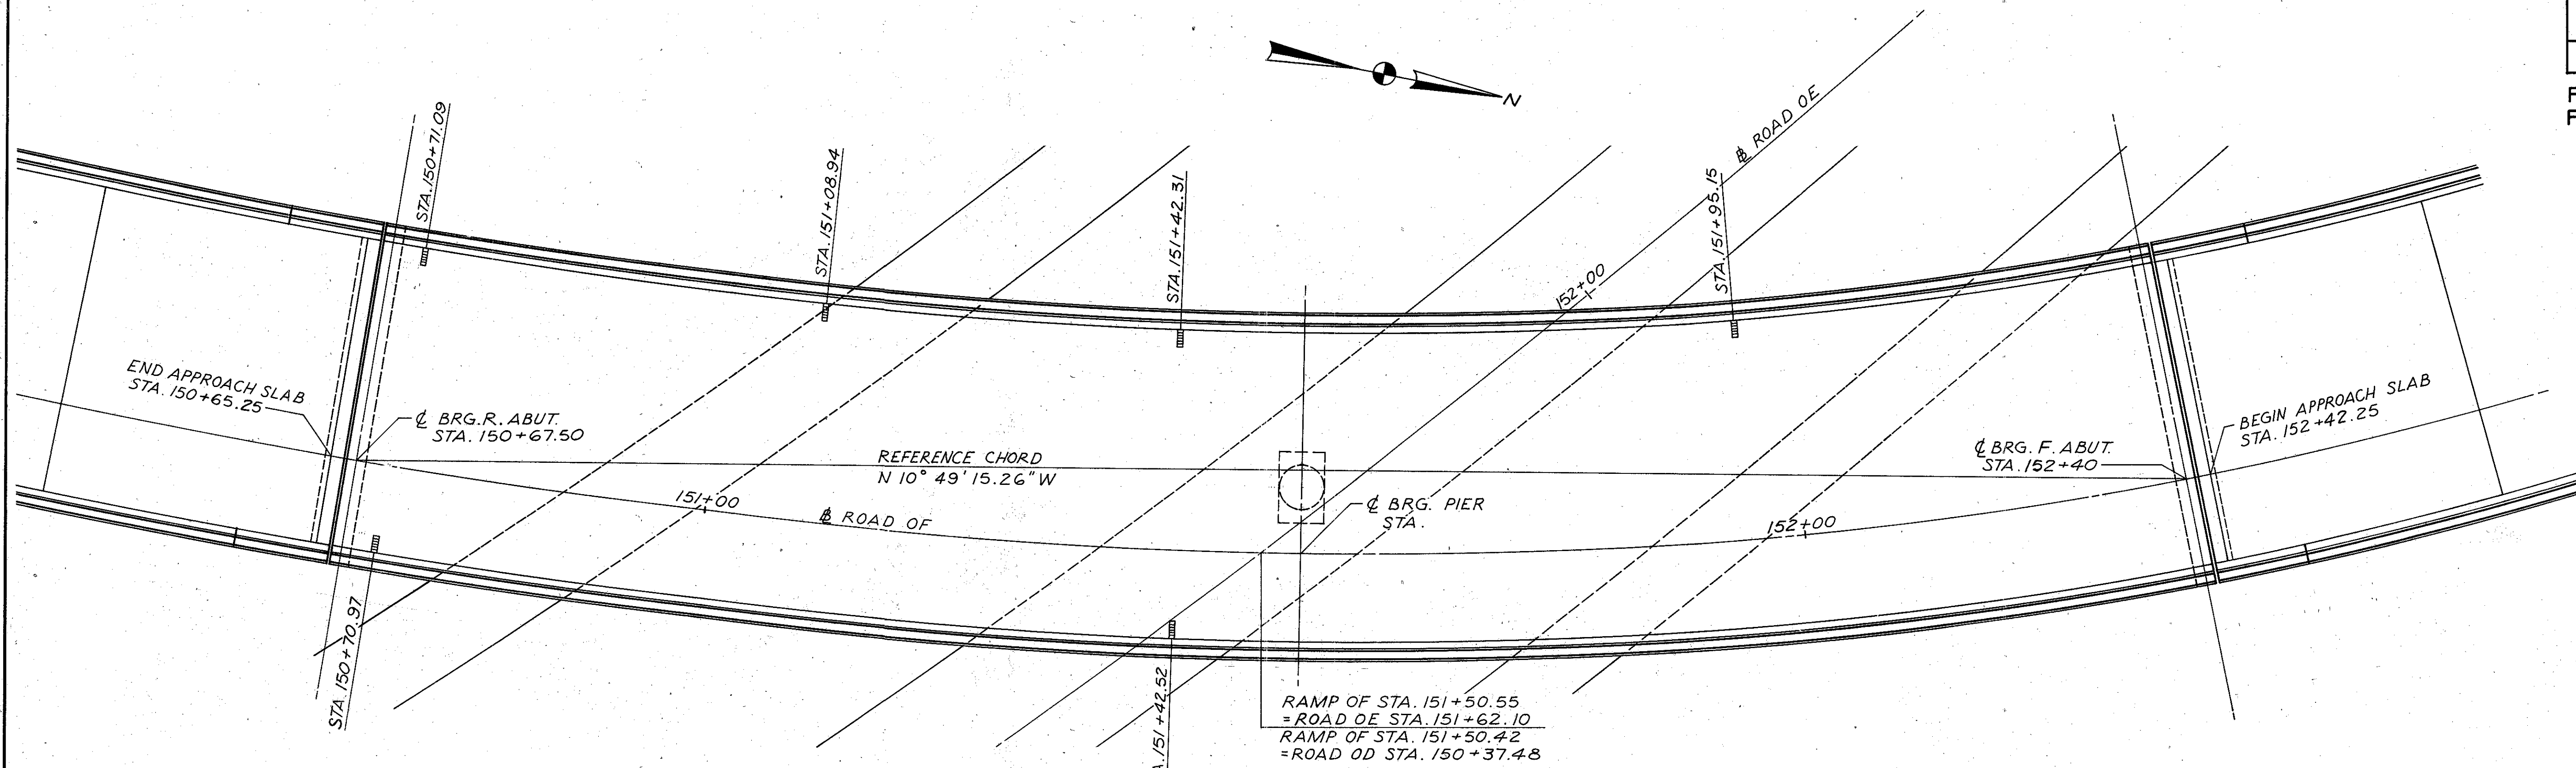 N
F
F
STA. 150+71.09
STA. 151+08.94
STA. 151+42.31
STA. 151+95.15
℄ ROAD OE
152+00
END APPROACH SLAB
STA. 150+65.25
℄ BRG. R. ABUT.
STA. 150+67.50
REFERENCE CHORD
N 10° 49' 15.26" W
151+00
℄ ROAD OF
℄ BRG. PIER
STA.
152+00
℄ BRG. F. ABUT.
STA. 152+40
BEGIN APPROACH SLAB
STA. 152+42.25
STA. 150+70.97
A. 151+42.52
RAMP OF STA. 151+50.55
=ROAD OE STA. 151+62.10
RAMP OF STA. 151+50.42
=ROAD OD STA. 150+37.48